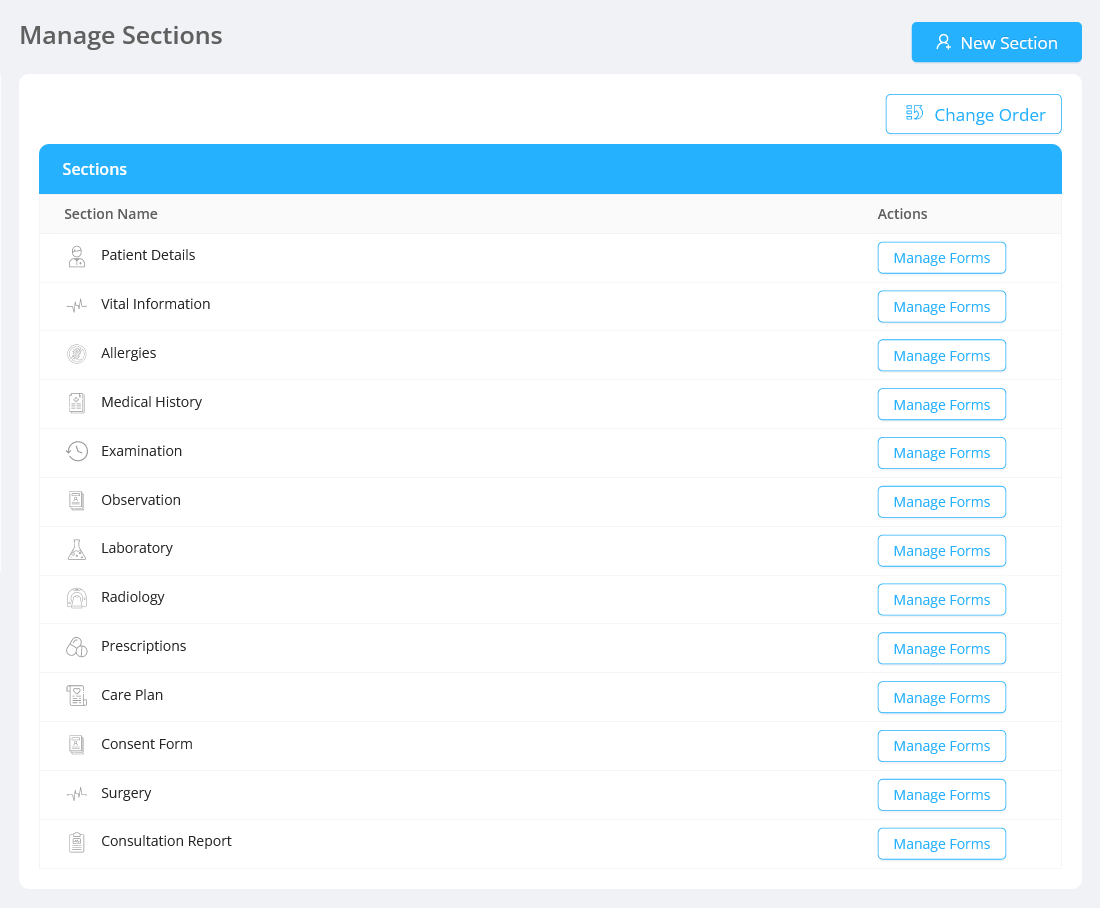 Manage Sections
New Section
Change Order
Sections
Section Name Actions
Patient Details Manage Forms
Vital Information Manage Forms
Allergies Manage Forms
Medical History Manage Forms
Examination Manage Forms
Observation Manage Forms
Laboratory Manage Forms
Radiology Manage Forms
Prescriptions Manage Forms
Care Plan Manage Forms
Consent Form Manage Forms
Surgery Manage Forms
Consultation Report Manage Forms